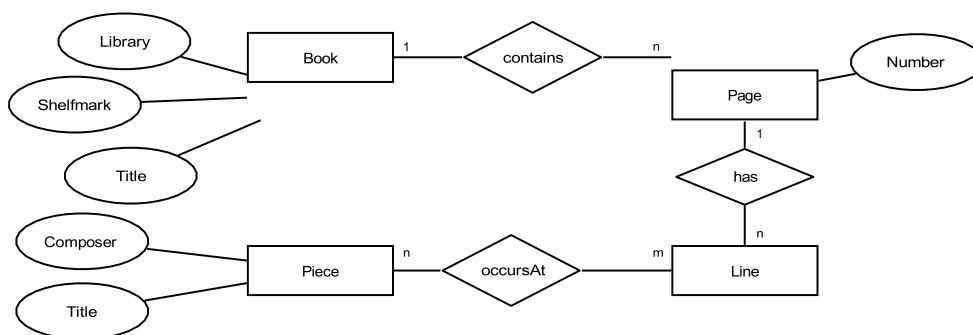 Library
Book
1
contains
n
Number
Shelfmark
Page
Title
1
has
Composer
n
Piece
n
occursAt
m
Line
Title